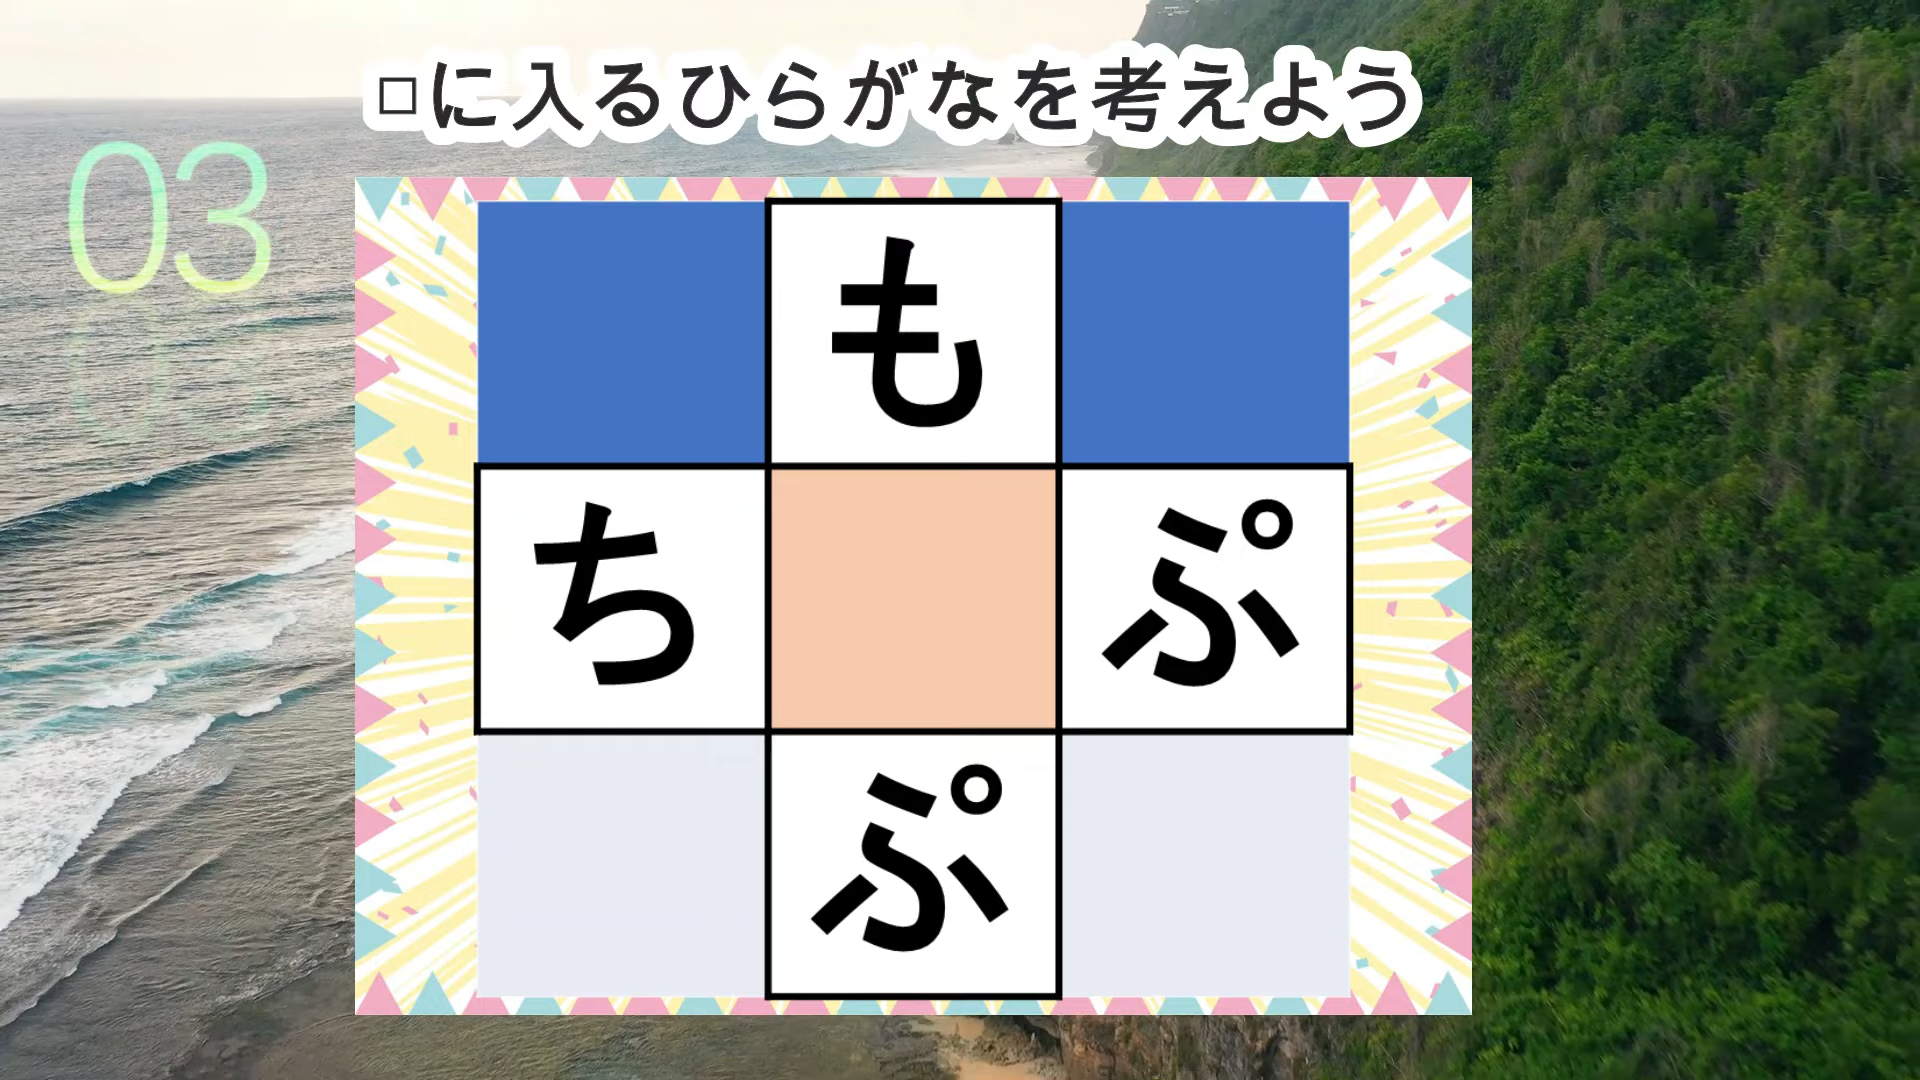 □に入るひらがなを考えよう
03
も
ち ぷ
ぷ